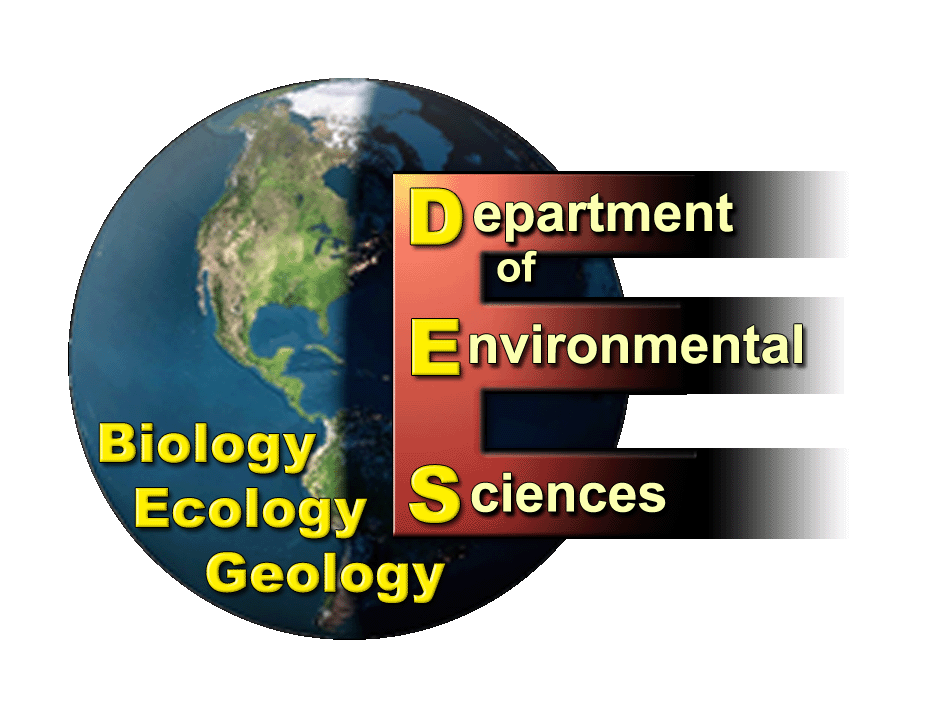 Department
of
Environmental
Sciences
Biology
Ecology
Geology